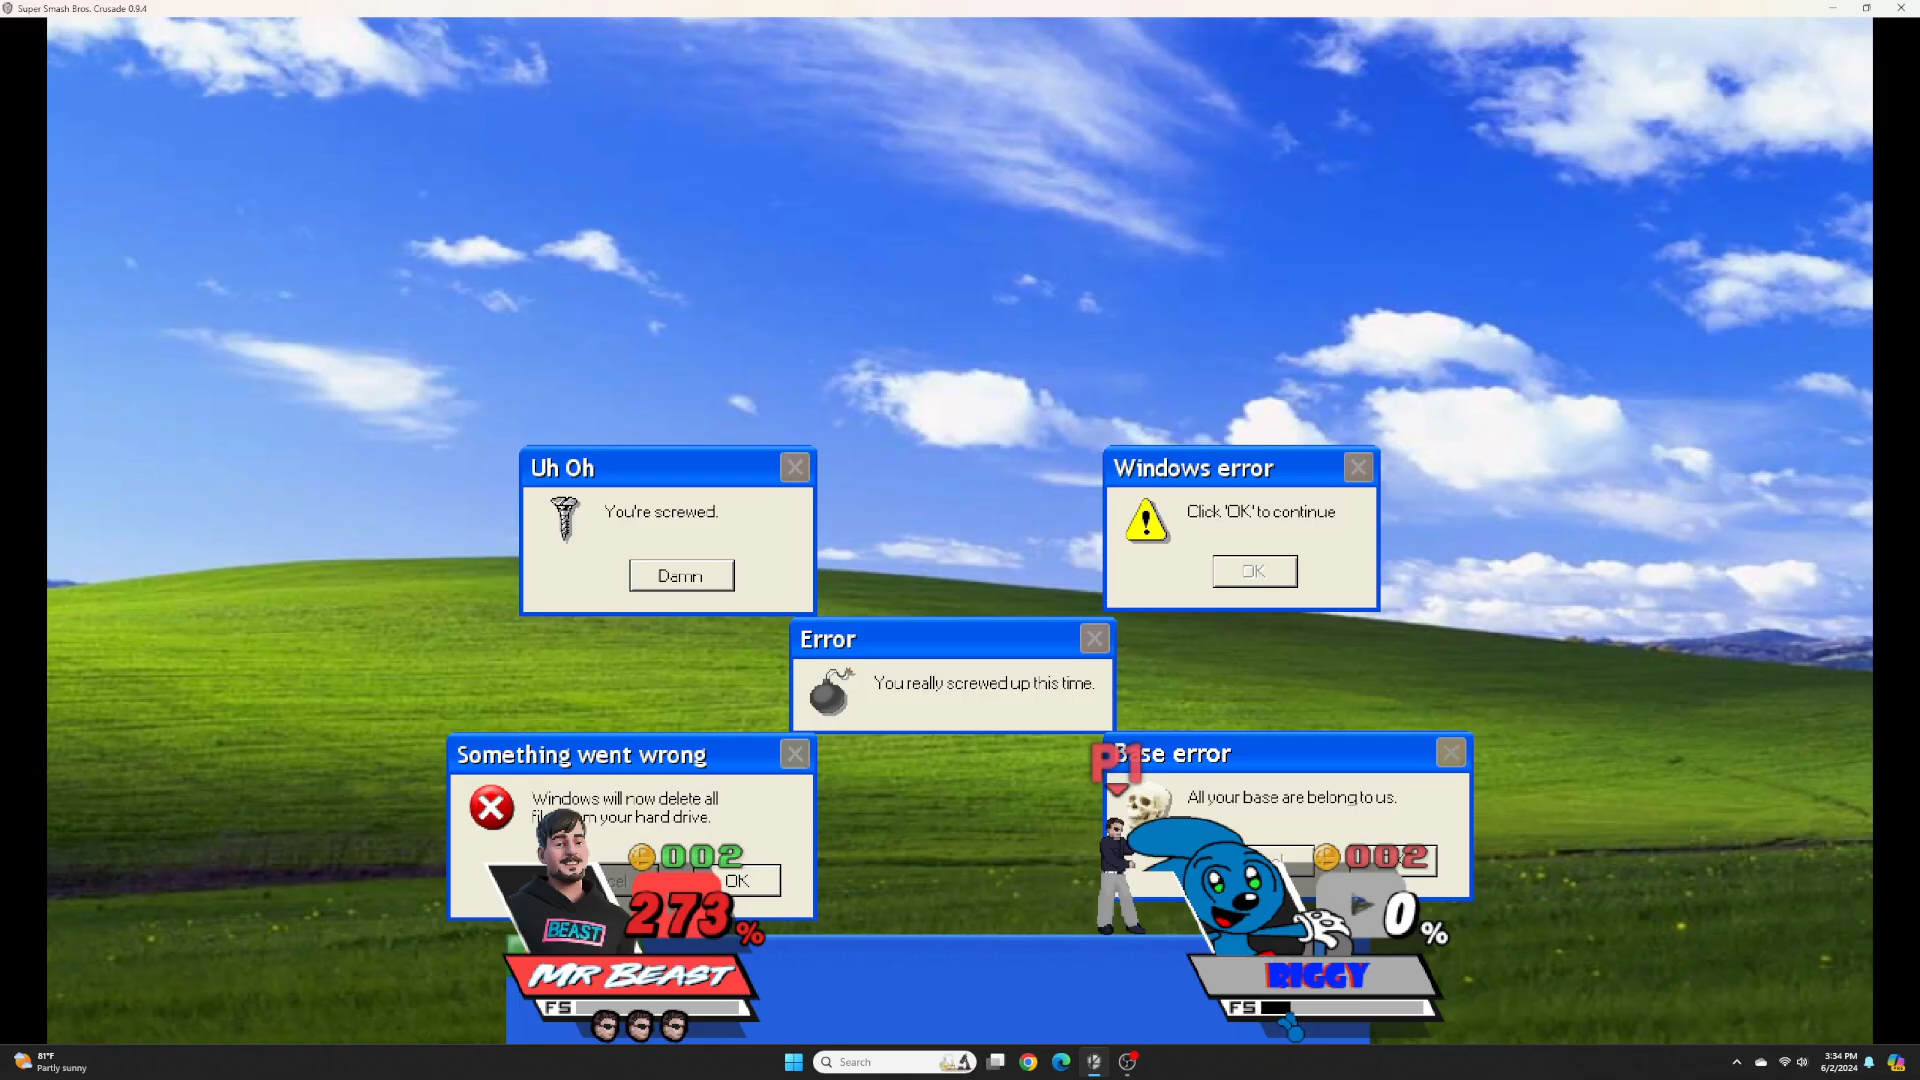 Super Smash Bros. Crusade 0.9.4
Uh Oh
You're screwed.
Damn
Windows error
Click 'OK' to continue
OK
Error
You really screwed up this time.
Something went wrong
Windows will now delete all
from your hard drive.
OK
P1
error
All your base are belong to us.
002
273%
BEAST
MR BEAST
FS
002
0%
RIGGY
FS
81°F
Partly sunny
Search
3:34 PM
6/2/2024